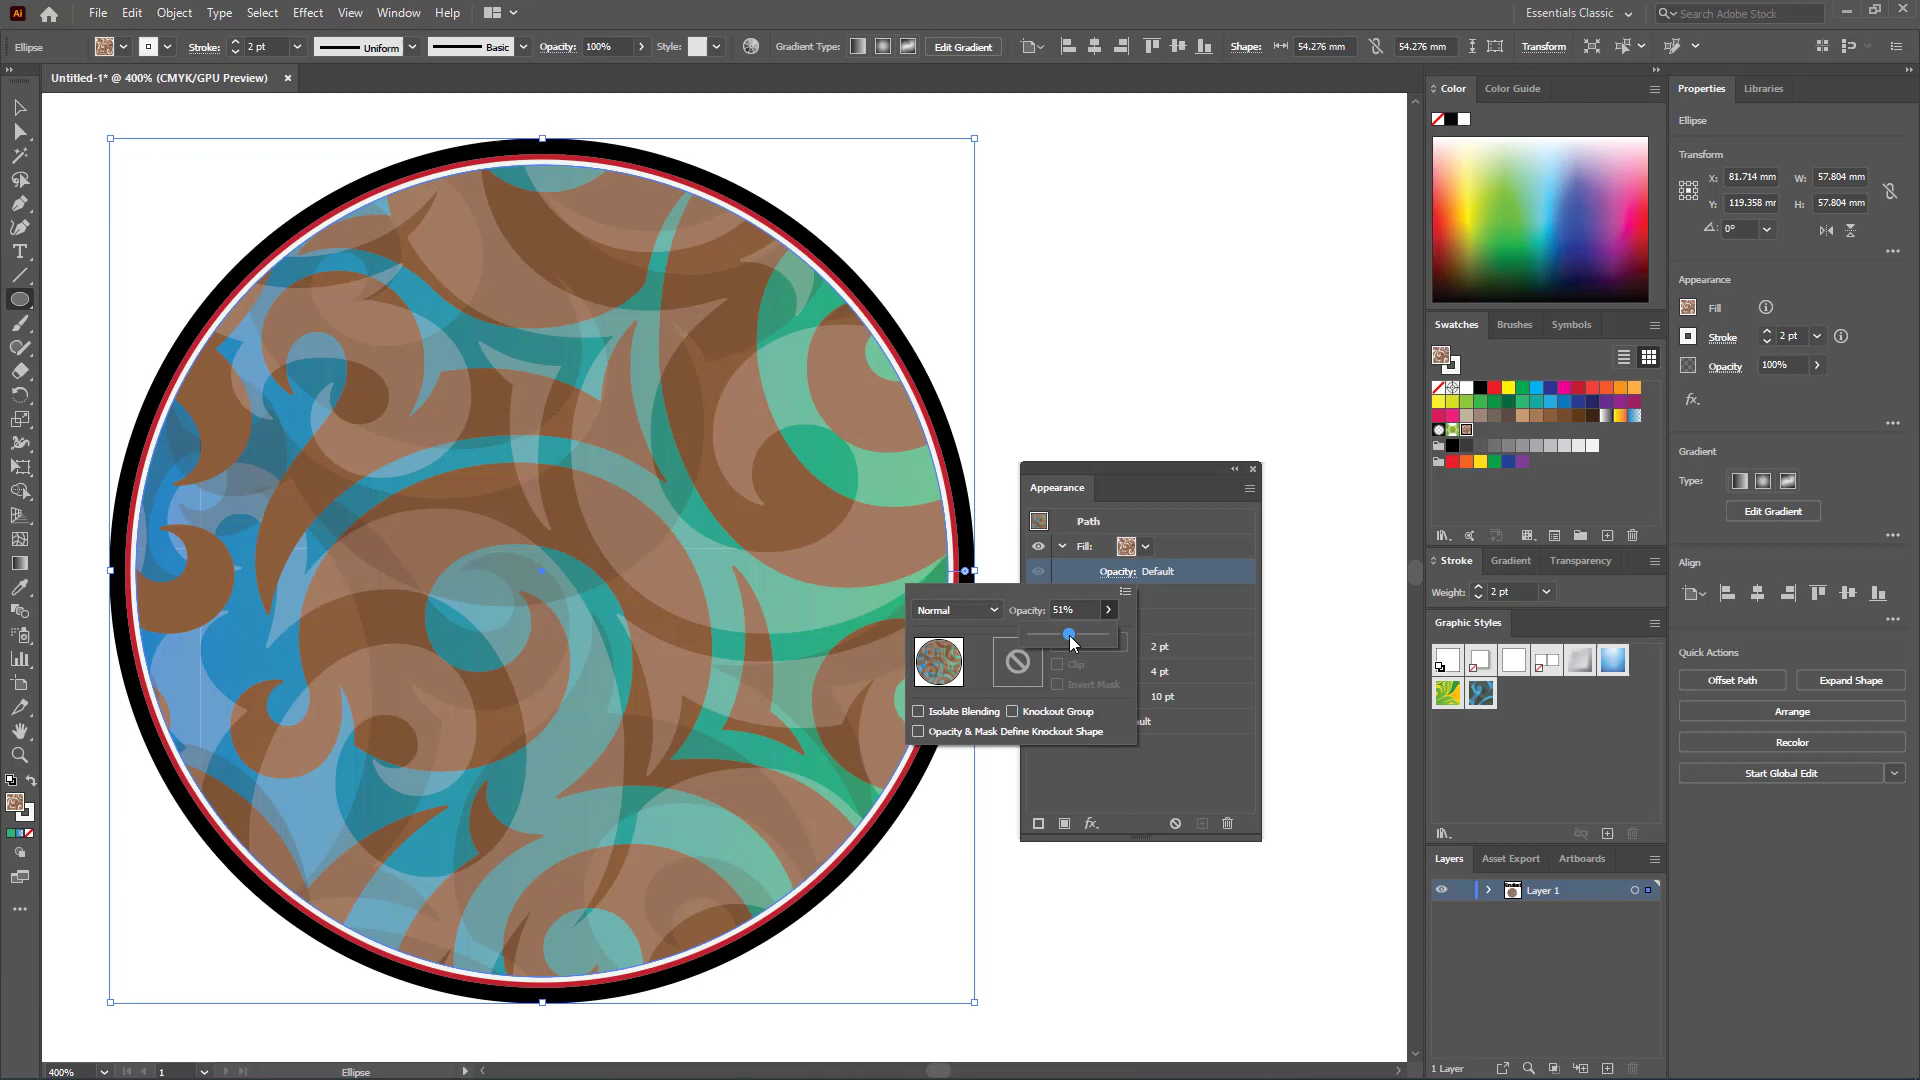 Ai File Edit Object Type Select Effect View Window Help Essentials Classic Search Adobe Stock
Ellipse Stroke: 2 pt Uniform Basic Opacity: 100% Style: Gradient Type: Edit Gradient Shape: 54.276 mm 54.276 mm Transform
Untitled-1* @ 400% (CMYK/GPU Preview)
Color Color Guide
Swatches Brushes Symbols
Stroke Gradient Transparency
Weight: 2 pt
Graphic Styles
Layers Asset Export Artboards
Layer 1
1 Layer
Properties Libraries
Ellipse
Transform
X: 81.714 mm W: 57.804 mm
Y: 119.358 mr H: 57.804 mm
0°
Appearance
Fill
Stroke 2 pt
Opacity 100%
fx.
Gradient
Type:
Edit Gradient
Align
Quick Actions
Offset Path Expand Shape
Arrange
Recolor
Start Global Edit
Appearance
Path
Fill:
Opacity: Default
2 pt
4 pt
10 pt
ult
fx.
Normal Opacity: 51%
Clip
Invert Mask
Isolate Blending Knockout Group
Opacity & Mask Define Knockout Shape
400% 1 Ellipse